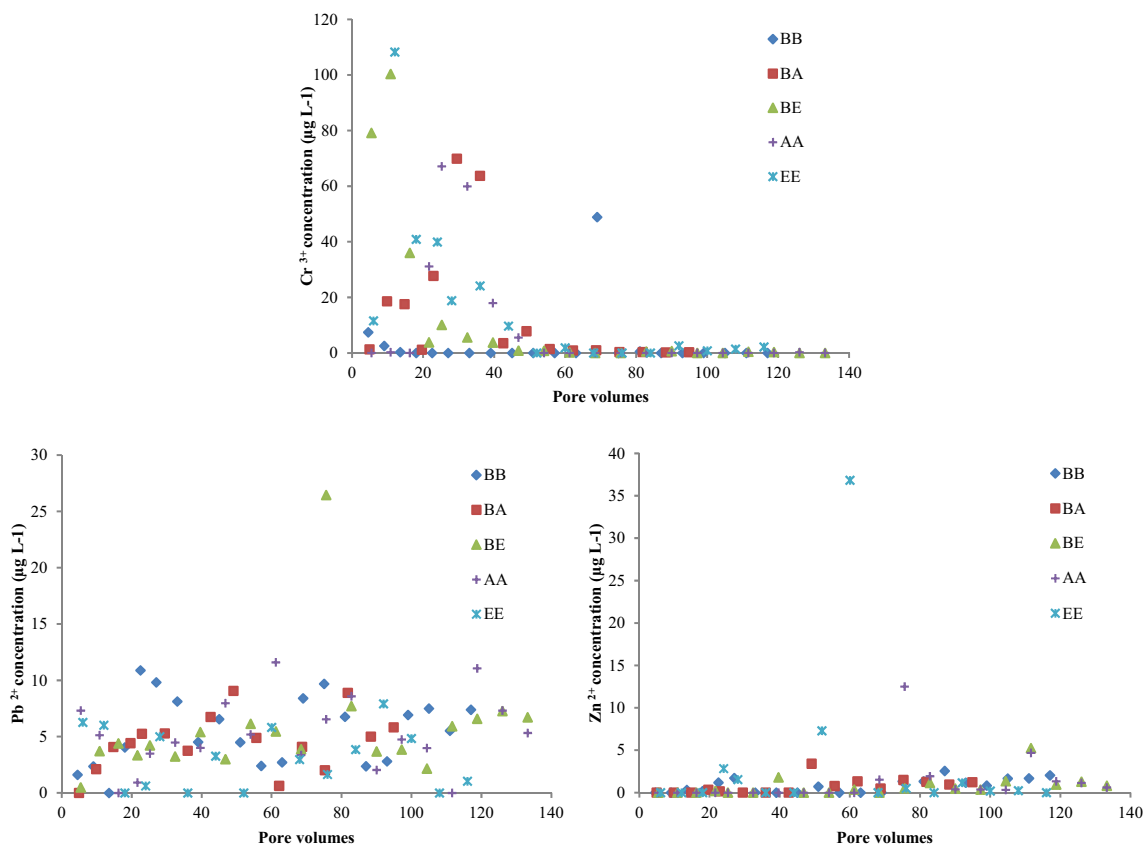 Cr 3+ concentration (µg L-1)
120
100
80
60
40
20
0
0 20 40 60 80 100 120 140
Pore volumes
BB
BA
BE
AA
EE
Pb 2+ concentration (µg L-1)
30
25
20
15
10
5
0
0 20 40 60 80 100 120 140
Pore volumes
BB
BA
BE
AA
EE
Zn 2+ concentration (µg L-1)
40
35
30
25
20
15
10
5
0
0 20 40 60 80 100 120 140
Pore volumes
BB
BA
BE
AA
EE